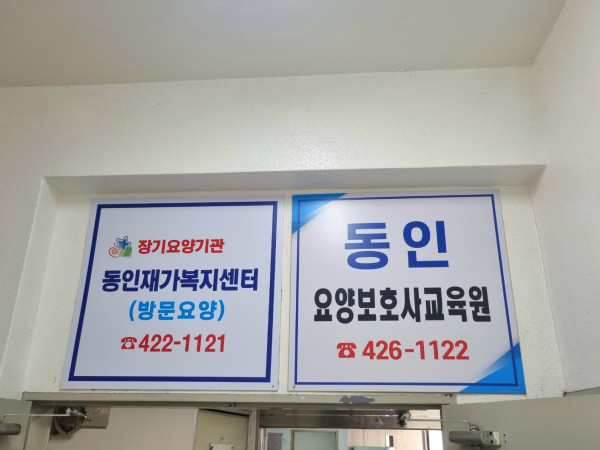 장기요양기관
동인재가복지센터
(방문요양)
☎422-1121
동인
요양보호사교육원
☎426-1122